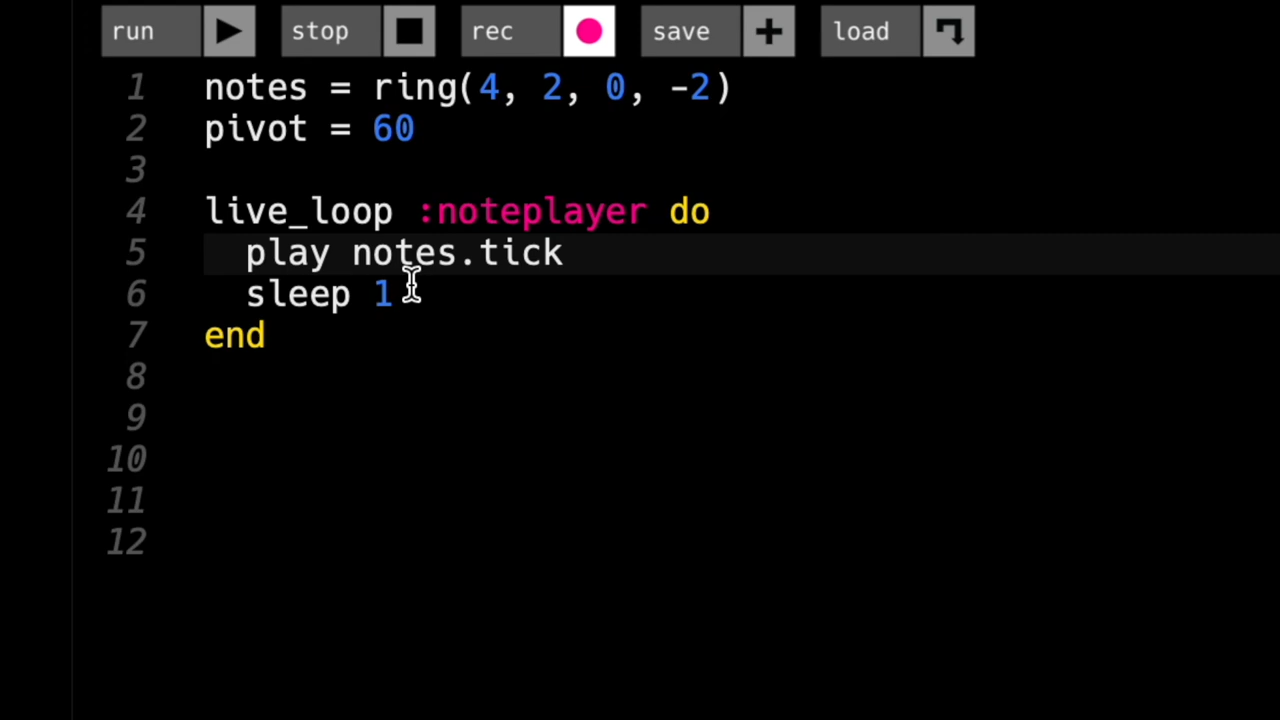 run stop rec save load
1 notes = ring(4, 2, 0, -2)
2 pivot = 60
3
4 live_loop :noteplayer do
5   play notes.tick
6   sleep 1
7 end
8
9
10
11
12